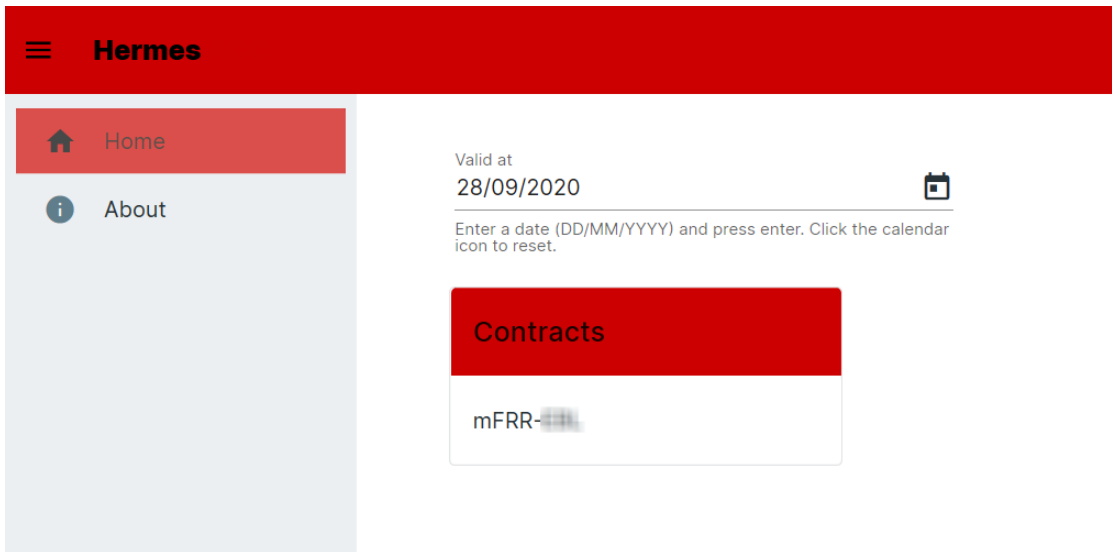 Hermes
Home
About
Valid at
28/09/2020
Enter a date (DD/MM/YYYY) and press enter. Click the calendar
icon to reset.
Contracts
mFRR-